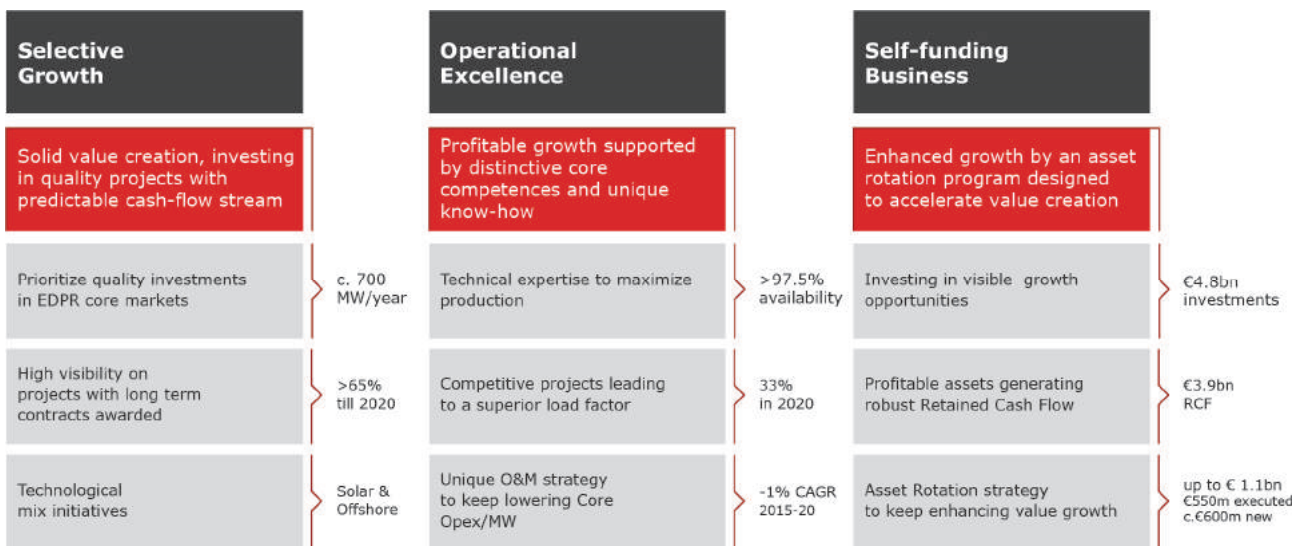 Selective
Growth
Solid value creation, investing
in quality projects with
predictable cash-flow stream
Prioritize quality investments
in EDPR core markets
c. 700
MW/year
High visibility on
projects with long term
contracts awarded
>65%
till 2020
Technological
mix initiatives
Solar &
Offshore
Operational
Excellence
Profitable growth supported
by distinctive core
competences and unique
know-how
Technical expertise to maximize
production
>97.5%
availability
Competitive projects leading
to a superior load factor
33%
in 2020
Unique O&M strategy
to keep lowering Core
Opex/MW
-1% CAGR
2015-20
Self-funding
Business
Enhanced growth by an asset
rotation program designed
to accelerate value creation
Investing in visible growth
opportunities
€4.8bn
investments
Profitable assets generating
robust Retained Cash Flow
€3.9bn
RCF
Asset Rotation strategy
to keep enhancing value growth
up to € 1.1bn
€550m executed
c.€600m new